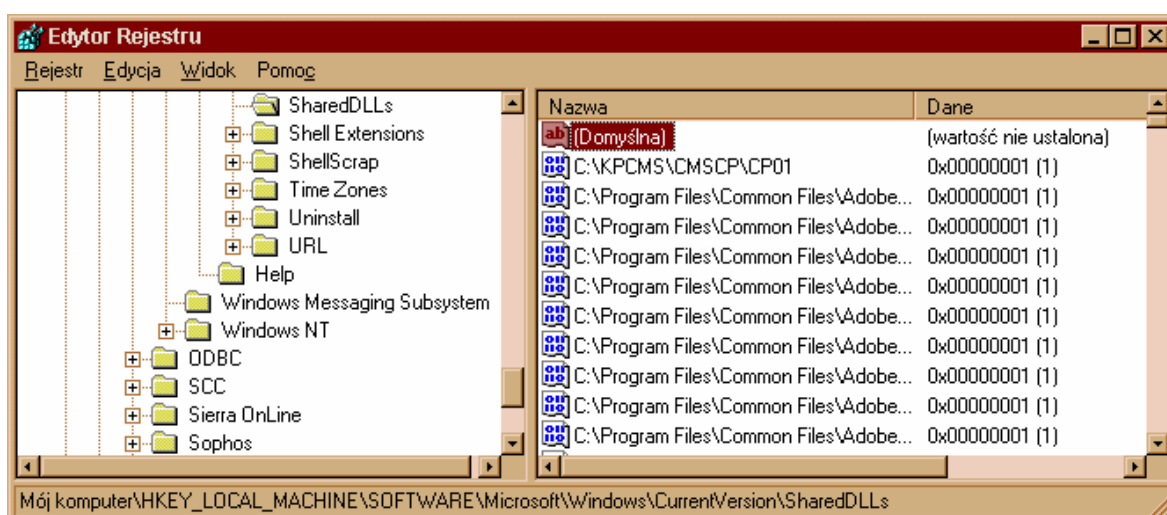 Edytor Rejestru
Rejestr Edycja Widok Pomoc
SharedDLLs
Shell Extensions
ShellScrap
Time Zones
Uninstall
URL
Help
Windows Messaging Subsystem
Windows NT
ODBC
SCC
Sierra OnLine
Sophos
Nazwa Dane
(Domyślna) (wartość nie ustalona)
C:\KPCMS\CMSCP\CP01 0x00000001 (1)
C:\Program Files\Common Files\Adobe... 0x00000001 (1)
C:\Program Files\Common Files\Adobe... 0x00000001 (1)
C:\Program Files\Common Files\Adobe... 0x00000001 (1)
C:\Program Files\Common Files\Adobe... 0x00000001 (1)
C:\Program Files\Common Files\Adobe... 0x00000001 (1)
C:\Program Files\Common Files\Adobe... 0x00000001 (1)
C:\Program Files\Common Files\Adobe... 0x00000001 (1)
C:\Program Files\Common Files\Adobe... 0x00000001 (1)
C:\Program Files\Common Files\Adobe... 0x00000001 (1)
Mój komputer\HKEY_LOCAL_MACHINE\SOFTWARE\Microsoft\Windows\CurrentVersion\SharedDLLs